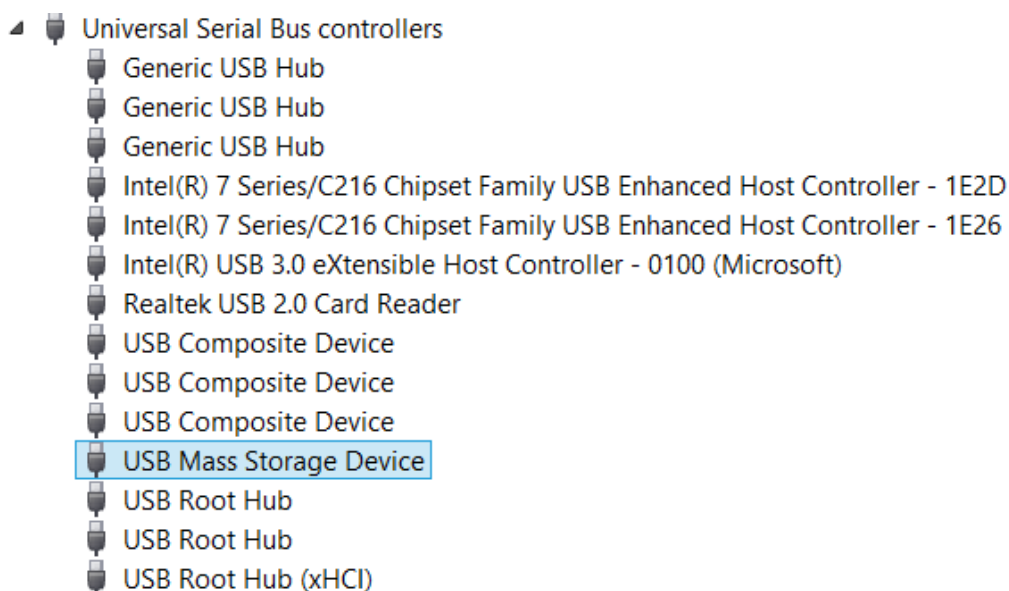 Universal Serial Bus controllers
Generic USB Hub
Generic USB Hub
Generic USB Hub
Intel(R) 7 Series/C216 Chipset Family USB Enhanced Host Controller - 1E2D
Intel(R) 7 Series/C216 Chipset Family USB Enhanced Host Controller - 1E26
Intel(R) USB 3.0 eXtensible Host Controller - 0100 (Microsoft)
Realtek USB 2.0 Card Reader
USB Composite Device
USB Composite Device
USB Composite Device
USB Mass Storage Device
USB Root Hub
USB Root Hub
USB Root Hub (xHCI)